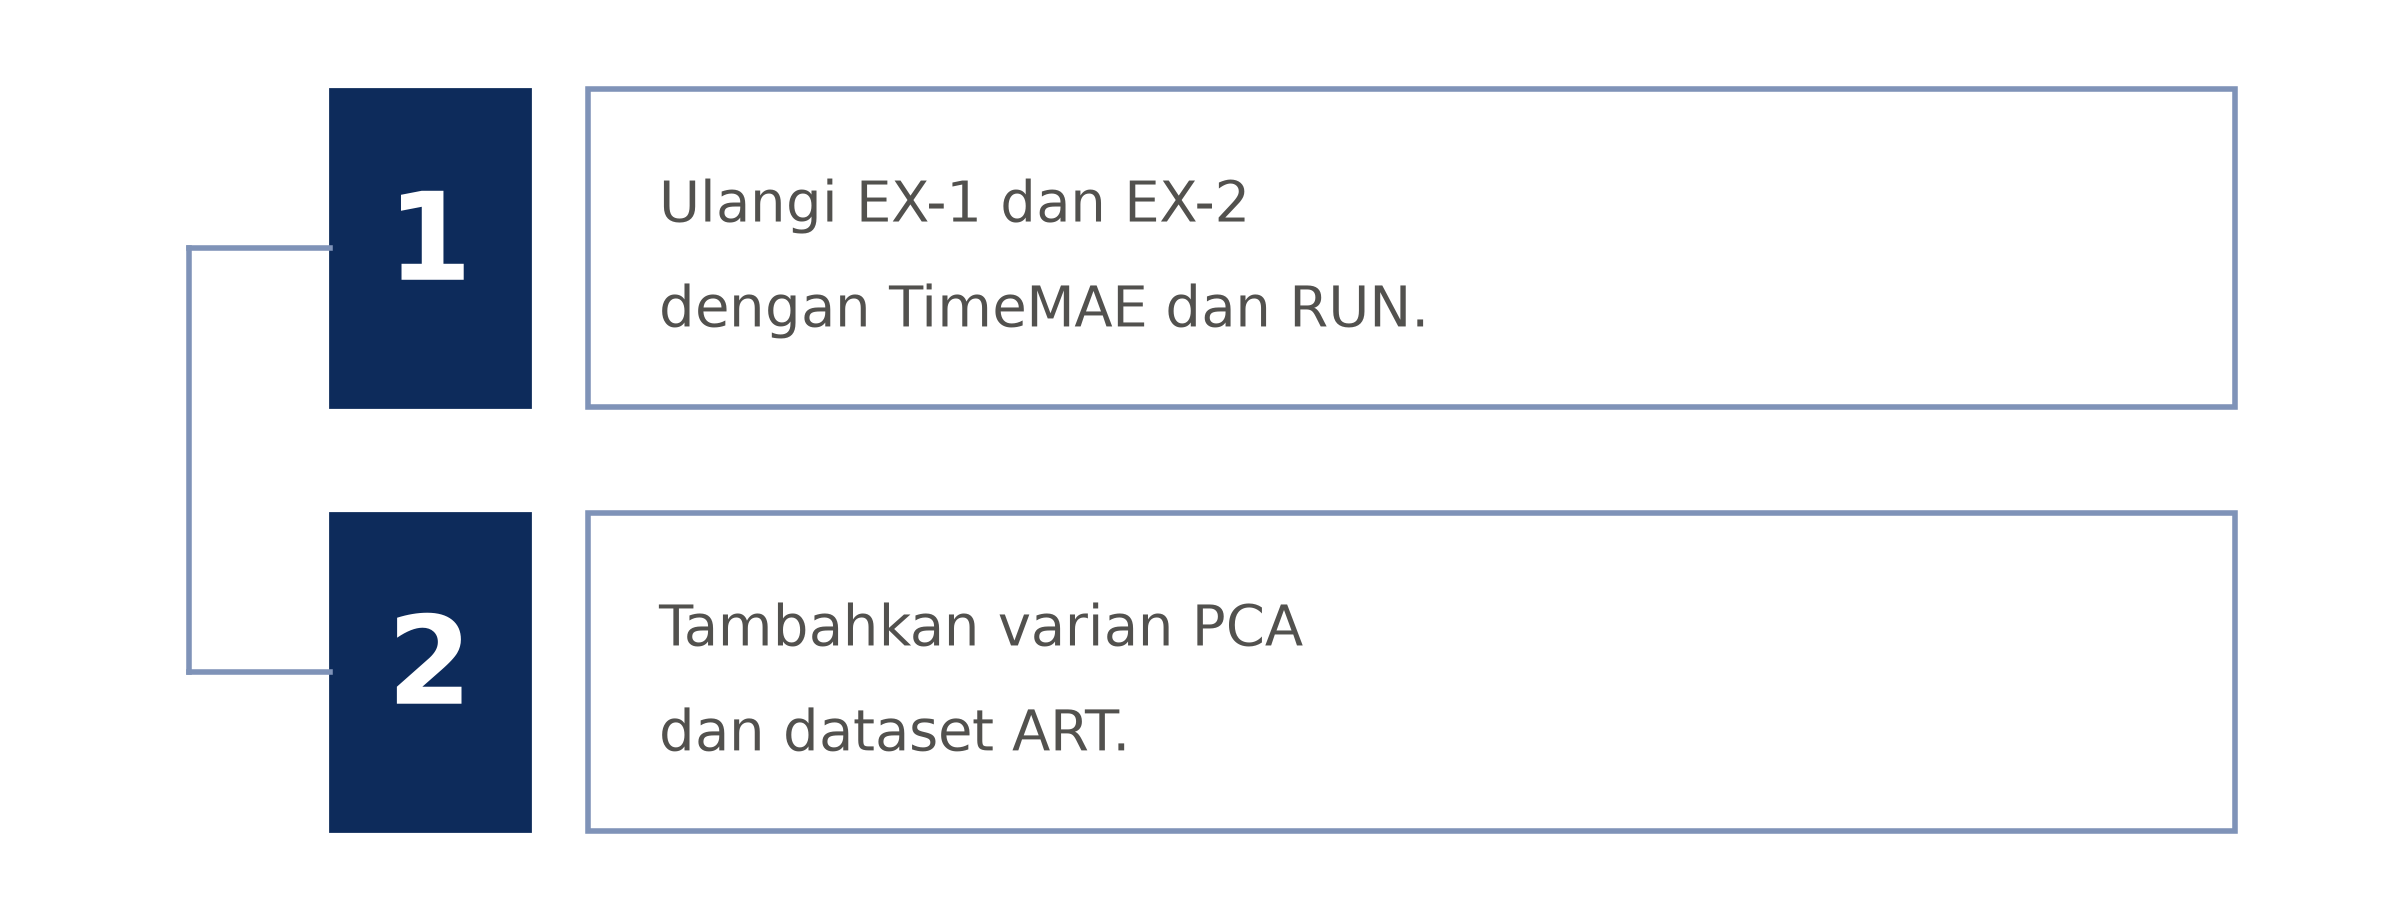 1
Ulangi EX-1 dan EX-2
dengan TimeMAE dan RUN.
2
Tambahkan varian PCA
dan dataset ART.